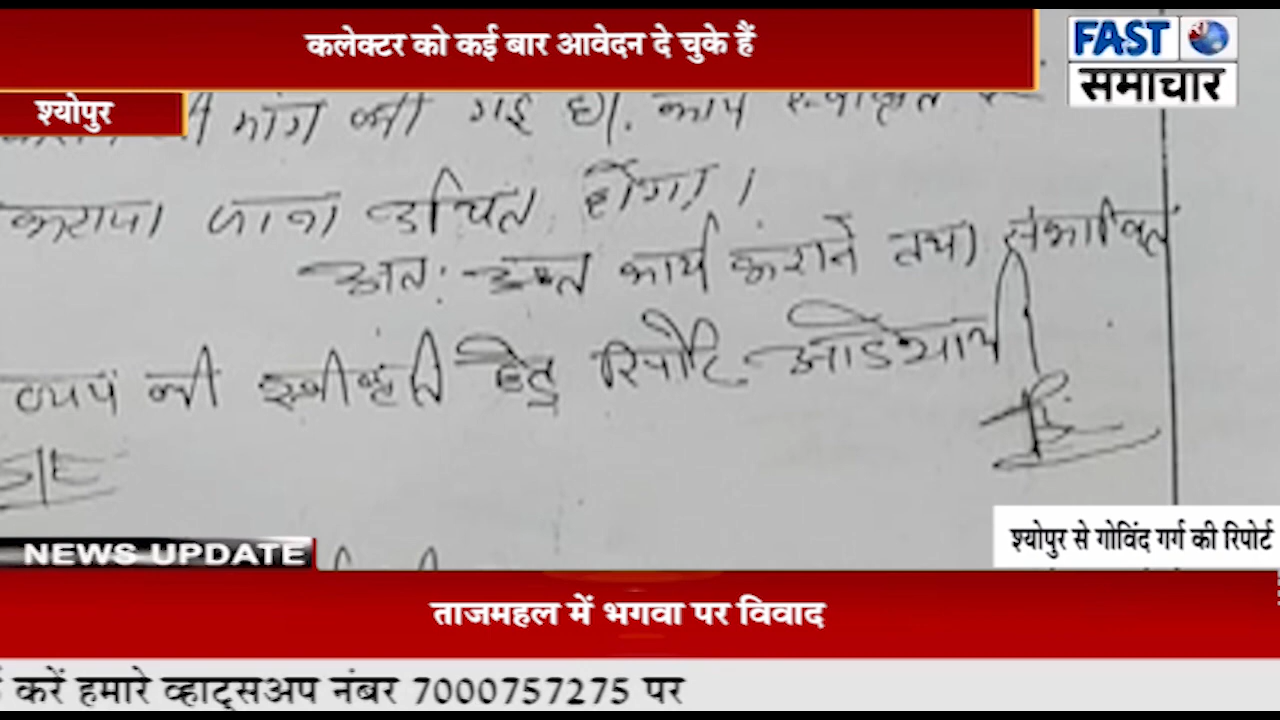 कलेक्टर को कई बार आवेदन दे चुके हैं
FAST
समाचार
श्योपुर
मांग की गई है। कार्य
कराया जाना उचित होगा।
अतः उक्त कार्य कराने तथा संभावित
व्यय की स्वीकृती हेतु रिपोर्ट
श्योपुर से गोविंद गर्ग की रिपोर्ट
NEWS UPDATE
ताजमहल में भगवा पर विवाद
करें हमारे व्हाट्सअप नंबर 7000757275 पर